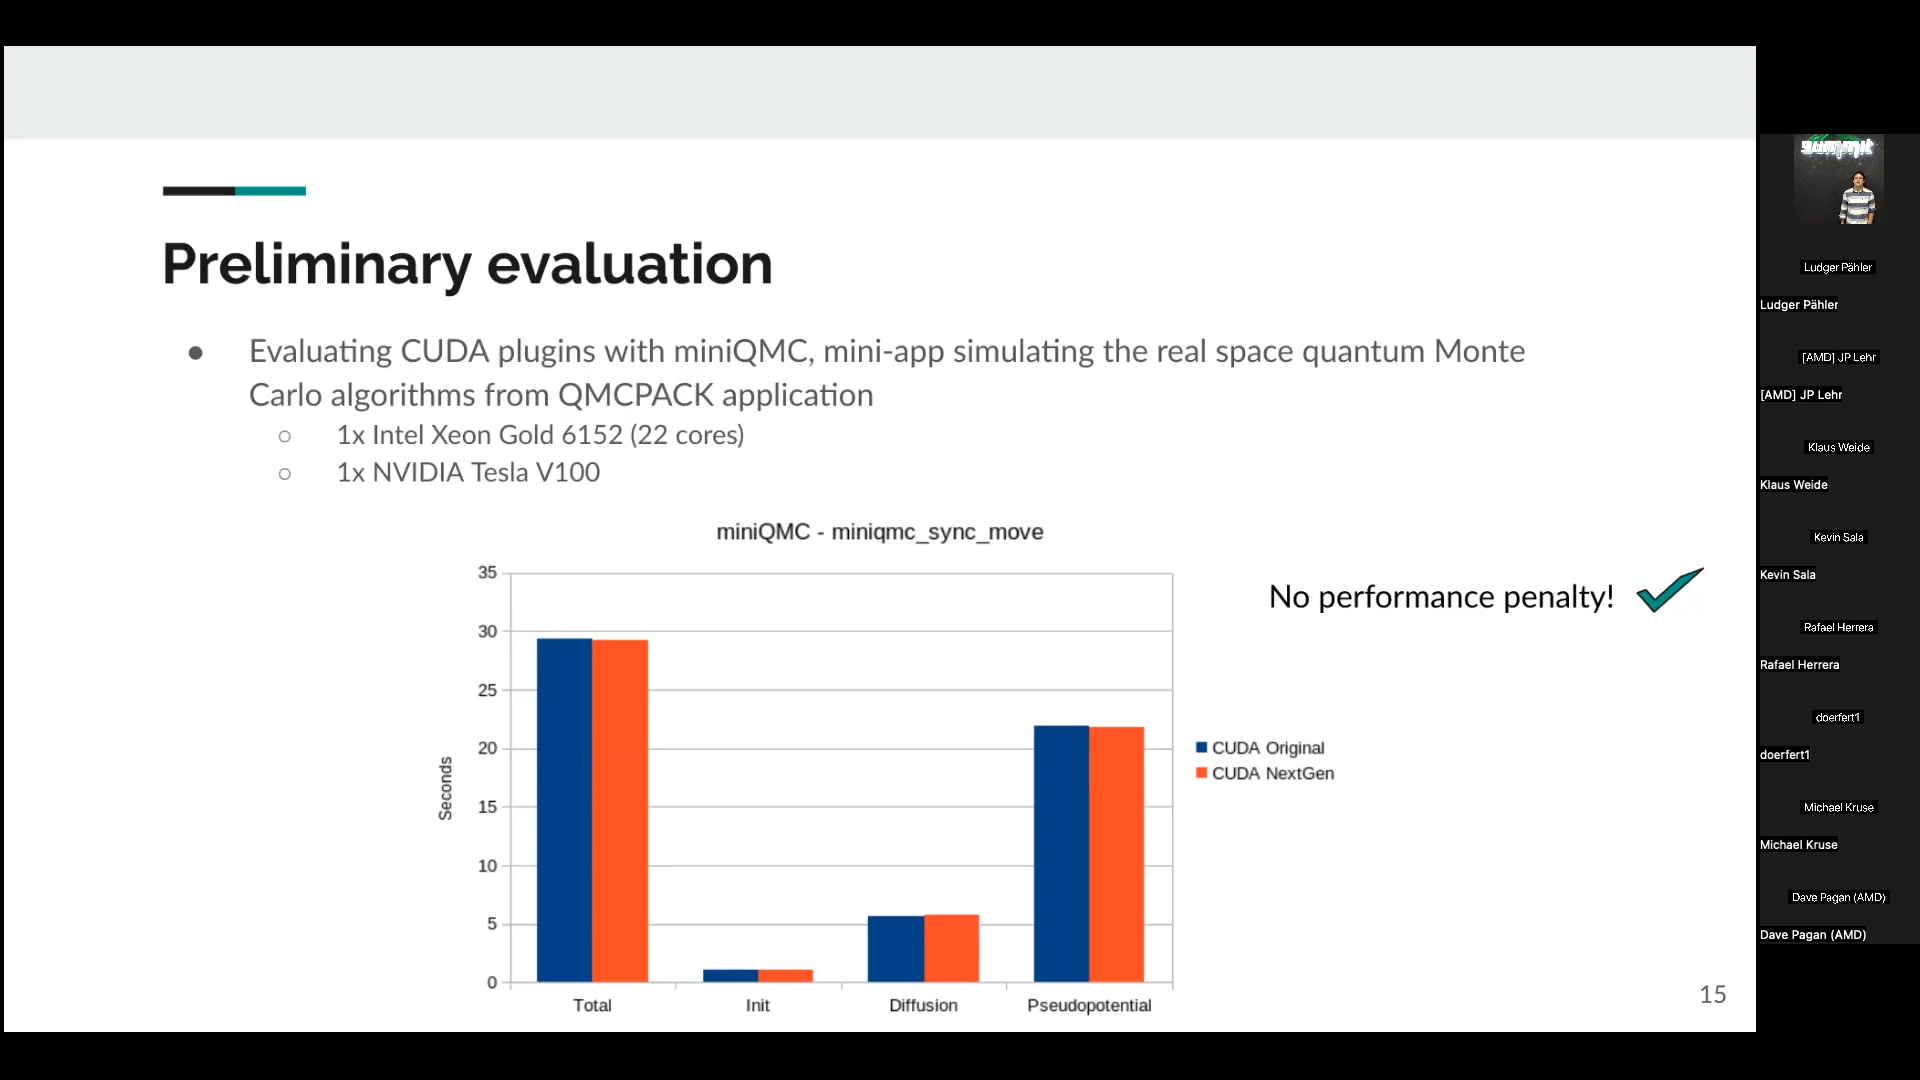 Preliminary evaluation
● Evaluating CUDA plugins with miniQMC, mini-app simulating the real space quantum Monte
Carlo algorithms from QMCPACK application
○ 1x Intel Xeon Gold 6152 (22 cores)
○ 1x NVIDIA Tesla V100
miniQMC - miniqmc_sync_move
No performance penalty!
35
30
25
20
15
10
5
0
Seconds
Total Init Diffusion Pseudopotential
CUDA Original
CUDA NextGen
15
summit
Ludger Pähler
Ludger Pähler
[AMD] JP Lehr
[AMD] JP Lehr
Klaus Weide
Klaus Weide
Kevin Sala
Kevin Sala
Rafael Herrera
Rafael Herrera
doerfert1
doerfert1
Michael Kruse
Michael Kruse
Dave Pagan (AMD)
Dave Pagan (AMD)